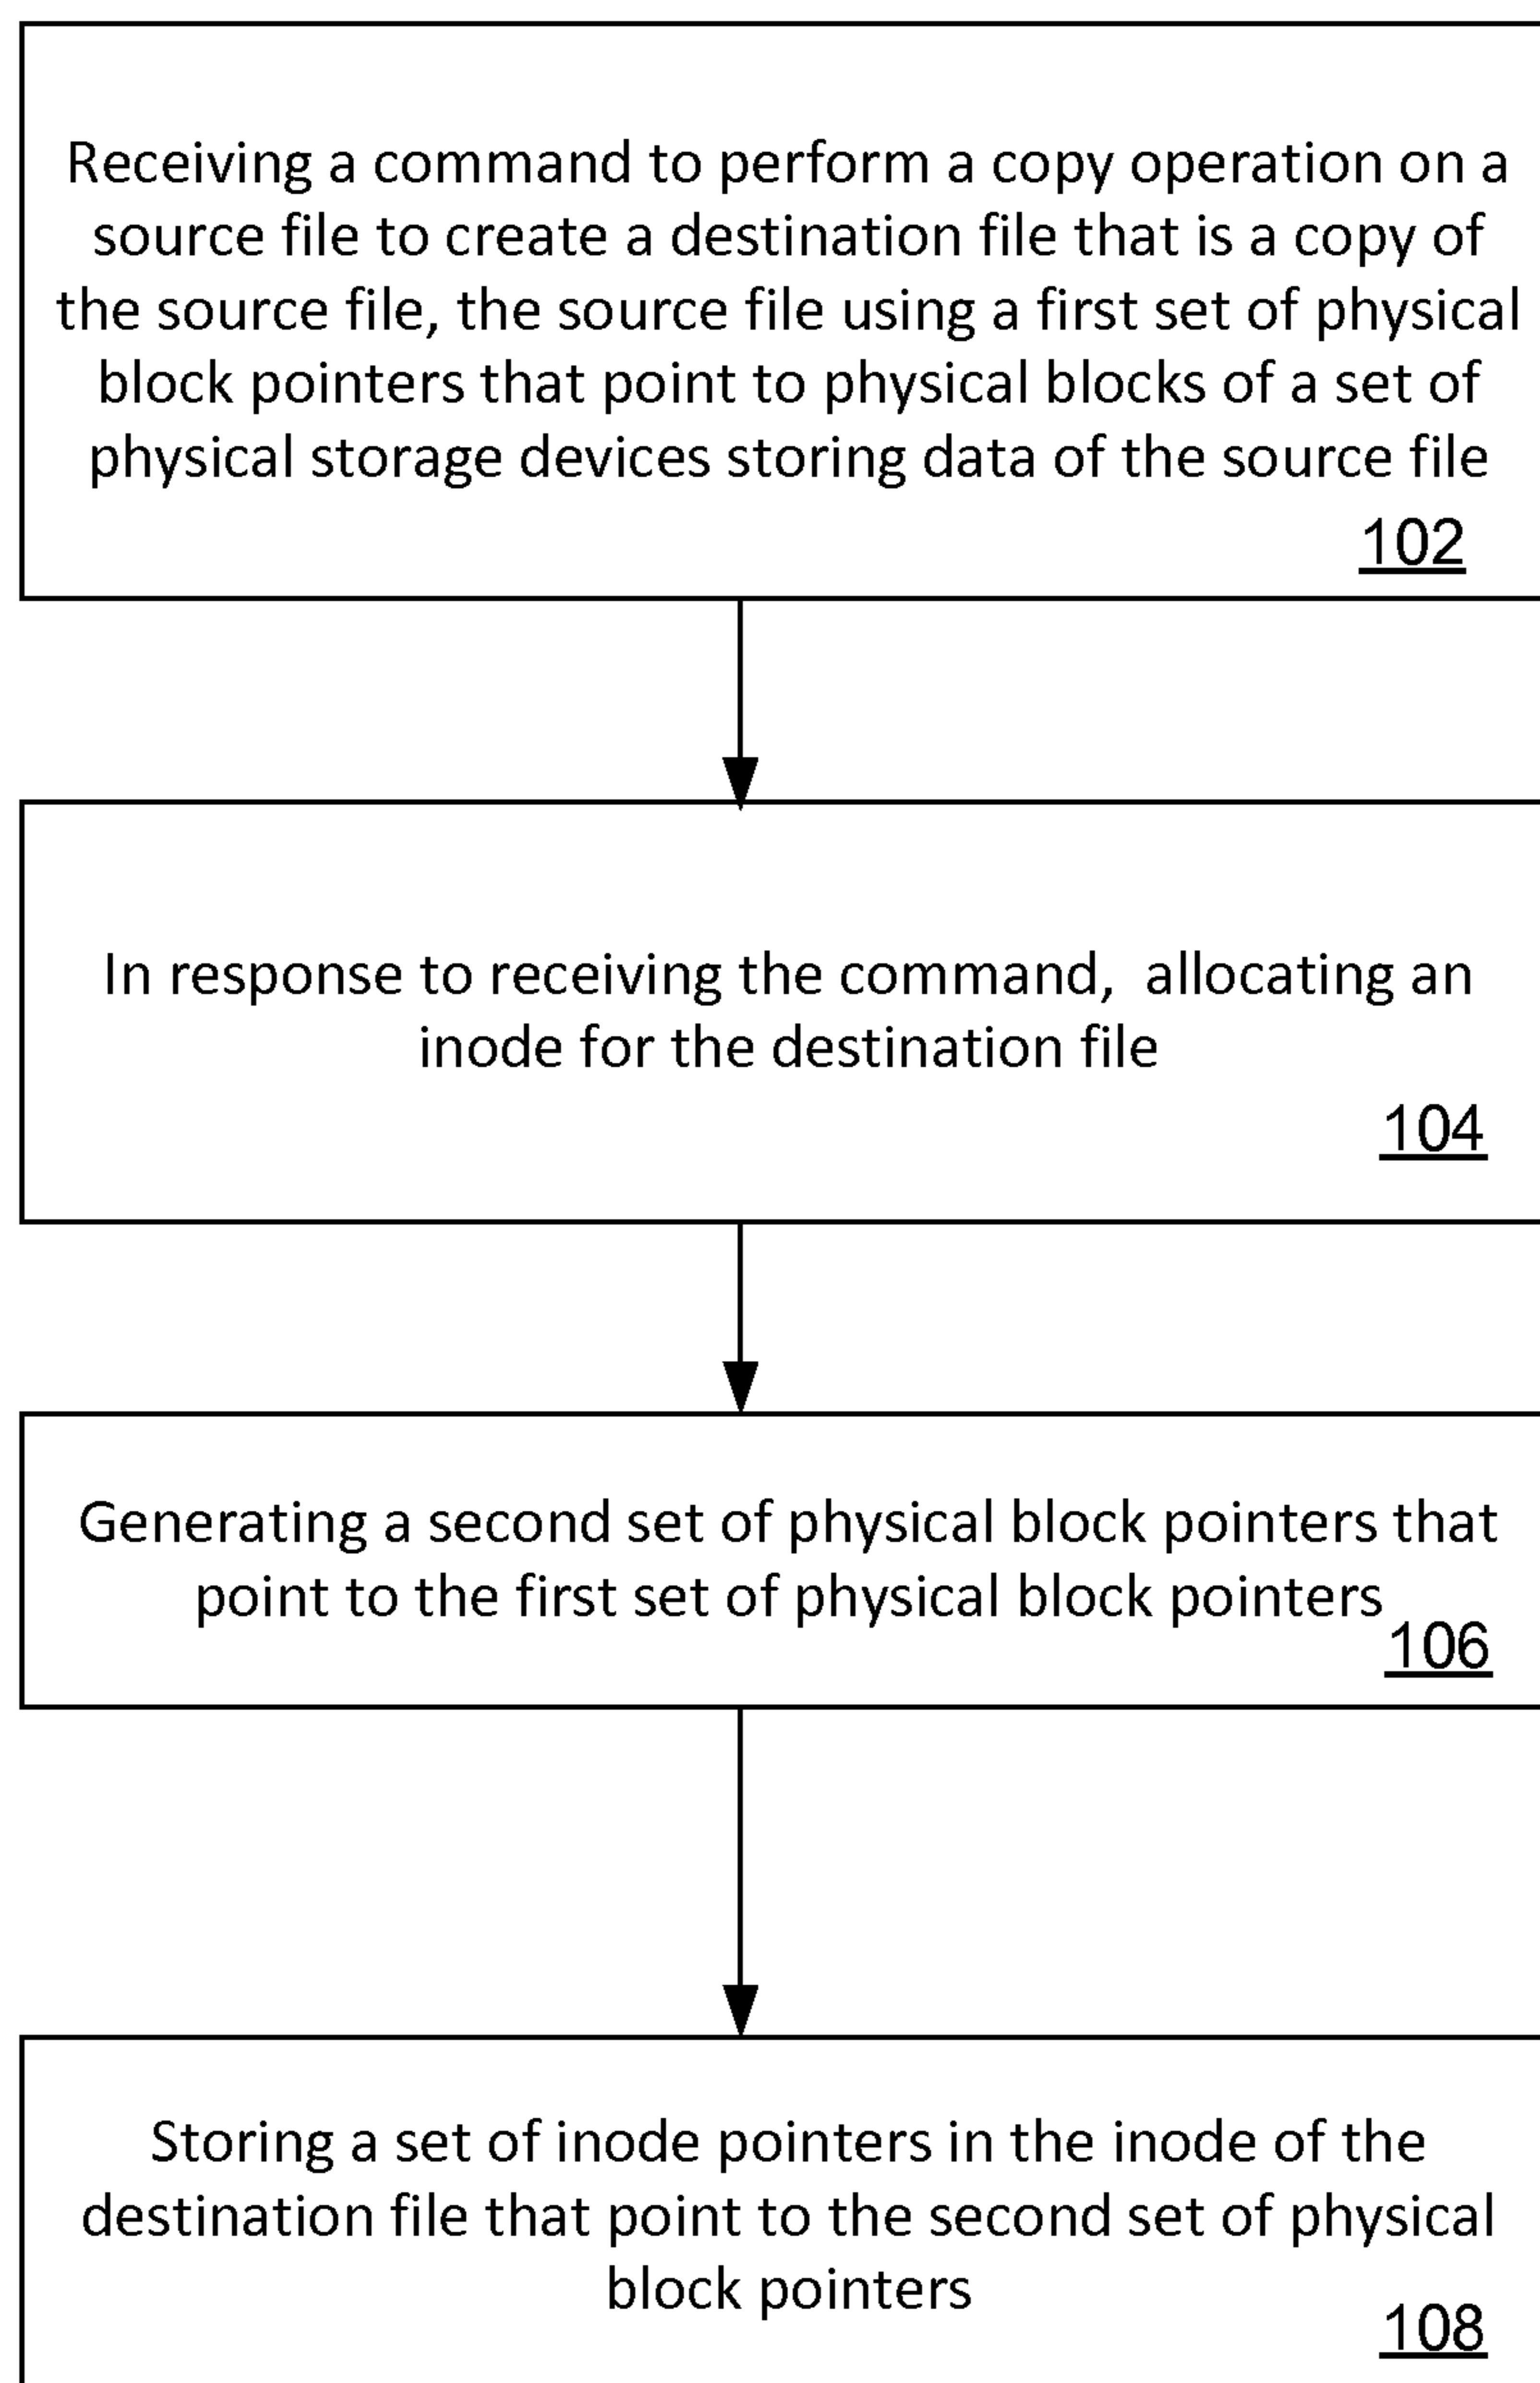 Receiving a command to perform a copy operation on a
source file to create a destination file that is a copy of
the source file, the source file using a first set of physical
block pointers that point to physical blocks of a set of
physical storage devices storing data of the source file
102
In response to receiving the command, allocating an
inode for the destination file
104
Generating a second set of physical block pointers that
point to the first set of physical block pointers
106
Storing a set of inode pointers in the inode of the
destination file that point to the second set of physical
block pointers
108